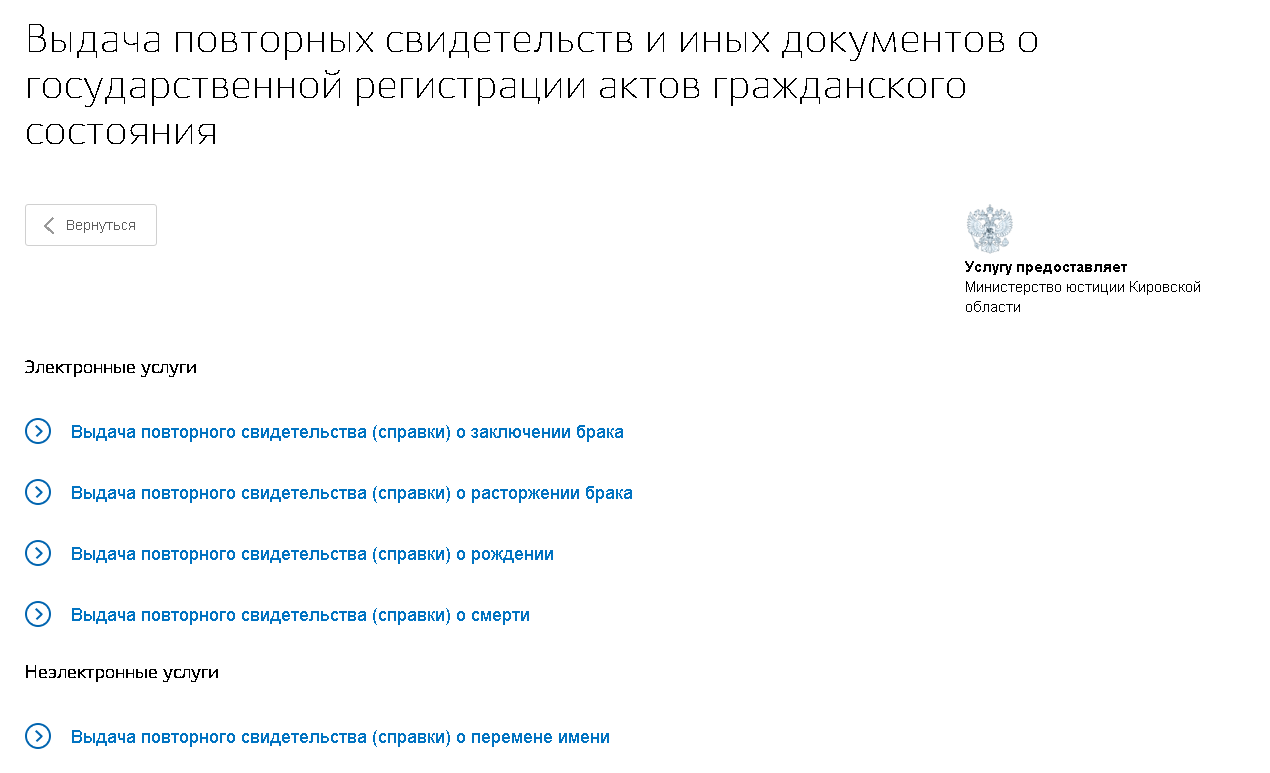 Выдача повторных свидетельств и иных документов о
государственной регистрации актов гражданского
состояния
Вернуться
Услугу предоставляет
Министерство юстиции Кировской
области
Электронные услуги
Выдача повторного свидетельства (справки) о заключении брака
Выдача повторного свидетельства (справки) о расторжении брака
Выдача повторного свидетельства (справки) о рождении
Выдача повторного свидетельства (справки) о смерти
Неэлектронные услуги
Выдача повторного свидетельства (справки) о перемене имени